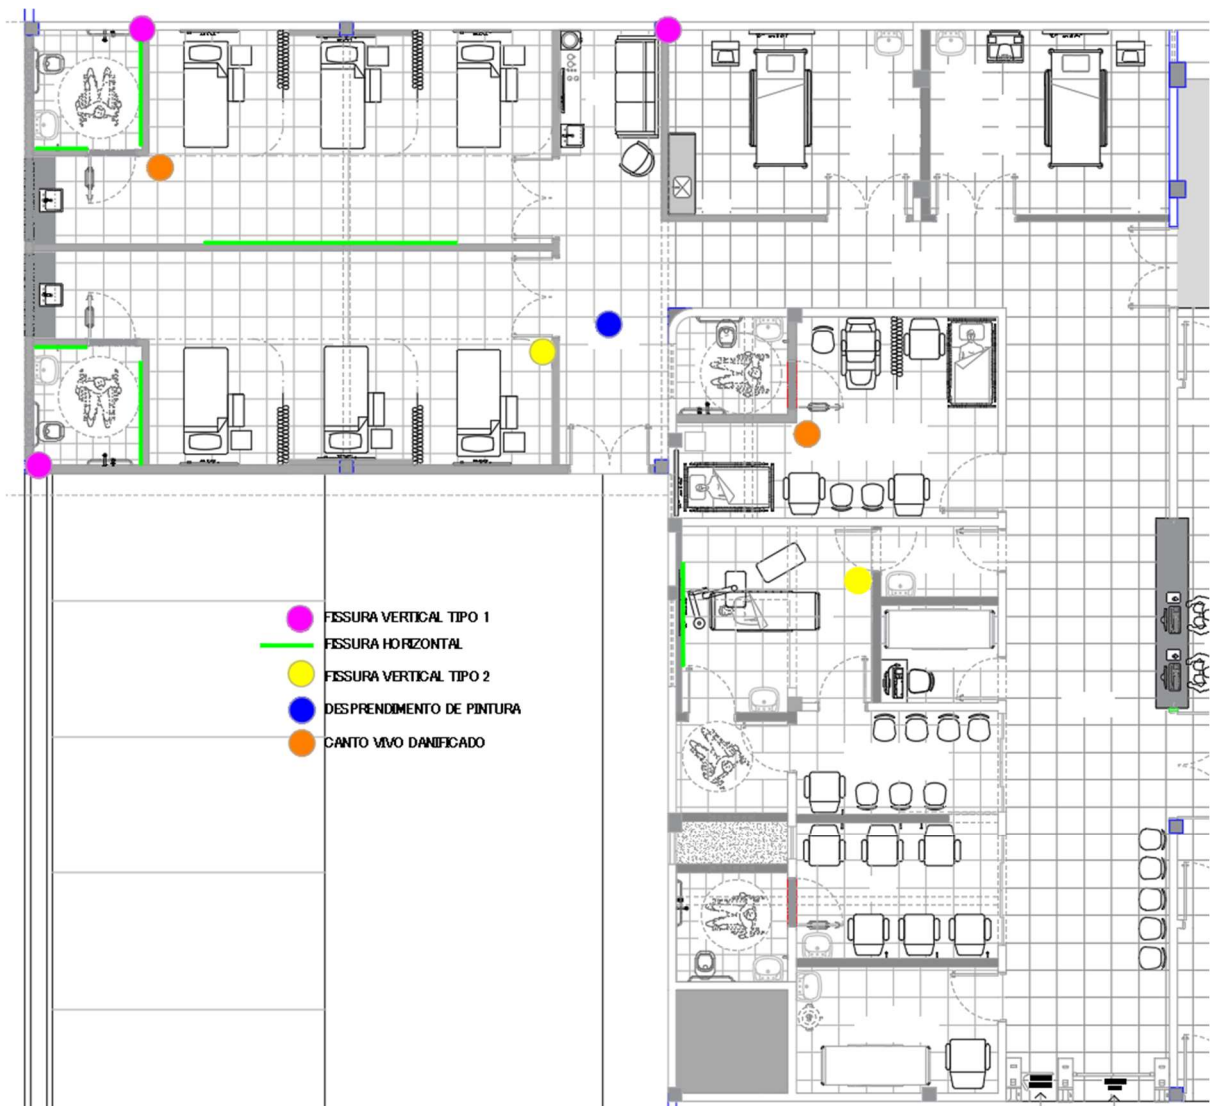 FISSURA VERTICAL TIPO 1
FISSURA HORIZONTAL
FISSURA VERTICAL TIPO 2
DESPRENDIMENTO DE PINTURA
CANTO VIVO DANIFICADO